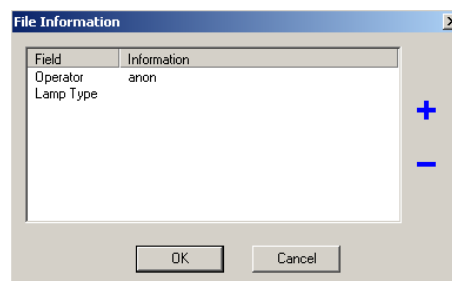 File Information
Field Information
Operator anon
Lamp Type
OK Cancel